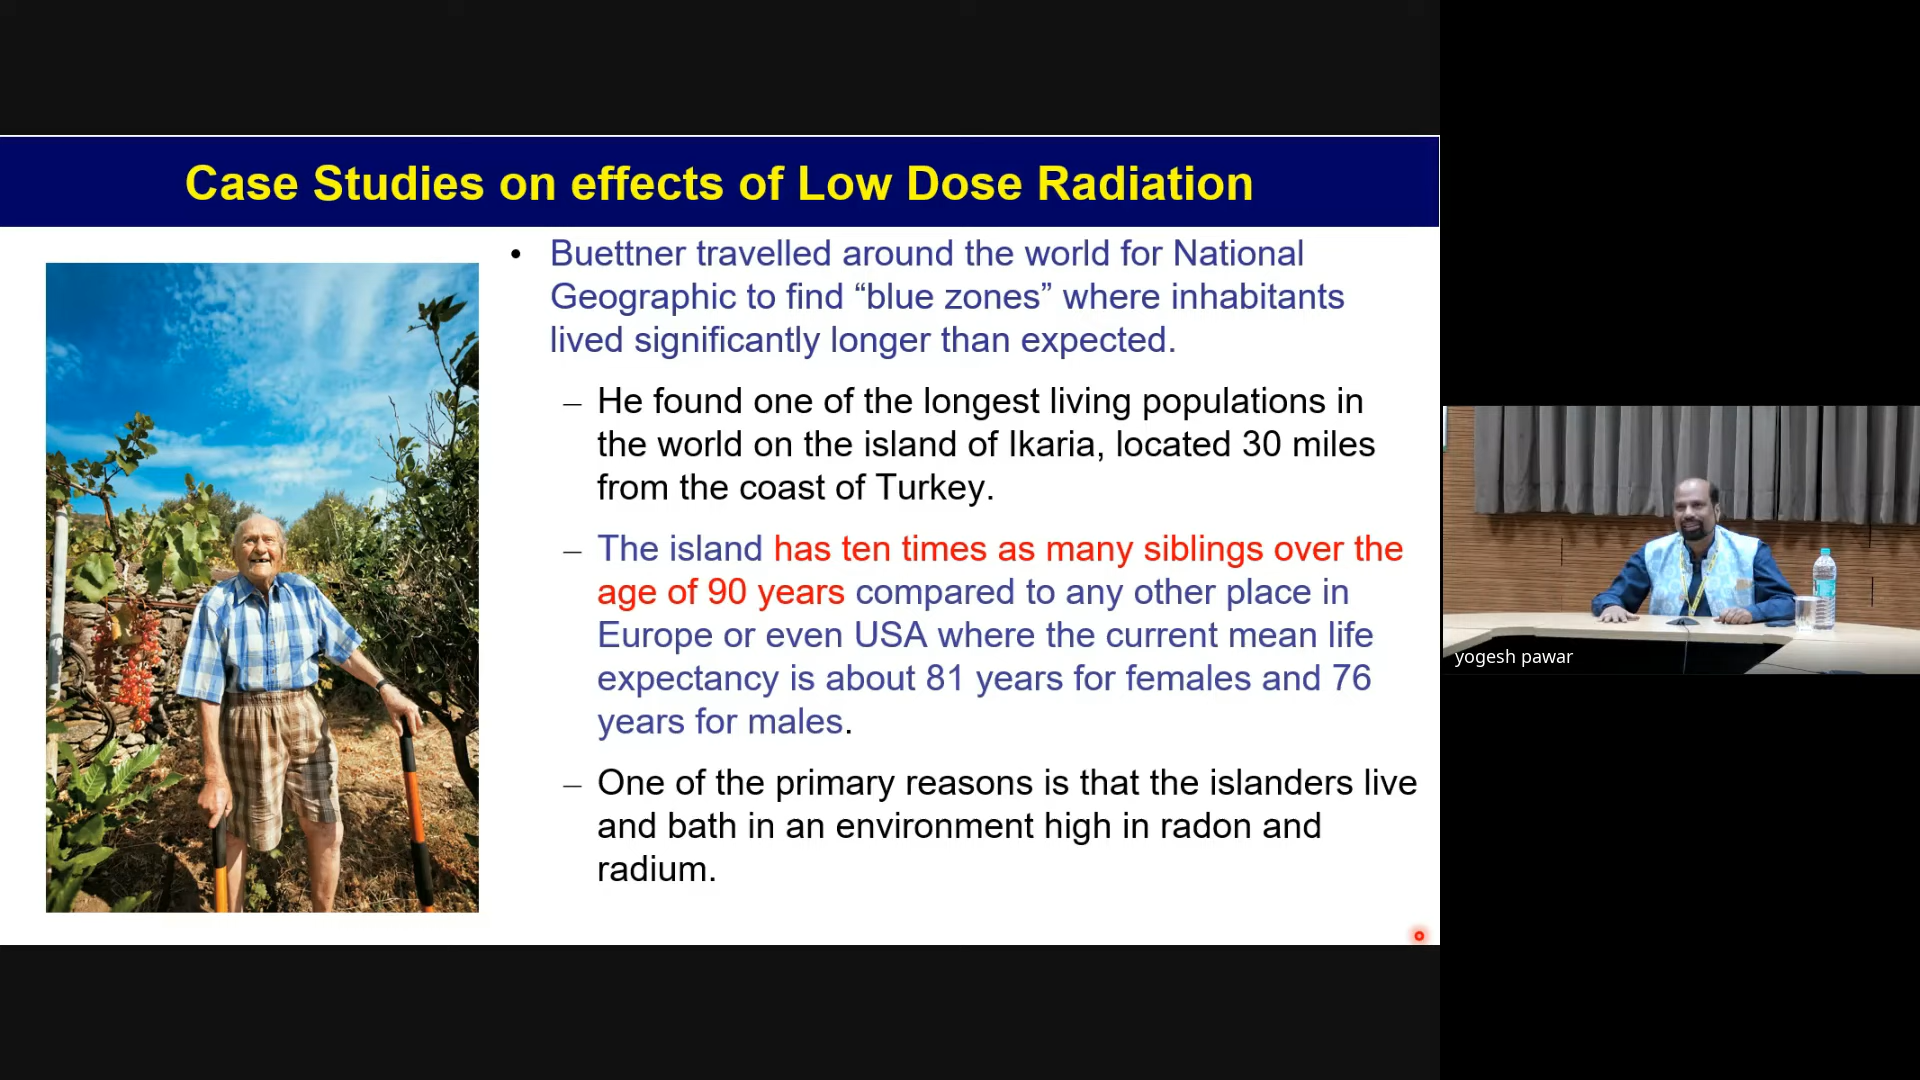 Case Studies on effects of Low Dose Radiation
• Buettner travelled around the world for National
Geographic to find “blue zones” where inhabitants
lived significantly longer than expected.
– He found one of the longest living populations in
the world on the island of Ikaria, located 30 miles
from the coast of Turkey.
– The island has ten times as many siblings over the
age of 90 years compared to any other place in
Europe or even USA where the current mean life
expectancy is about 81 years for females and 76
years for males.
– One of the primary reasons is that the islanders live
and bath in an environment high in radon and
radium.
yogesh pawar